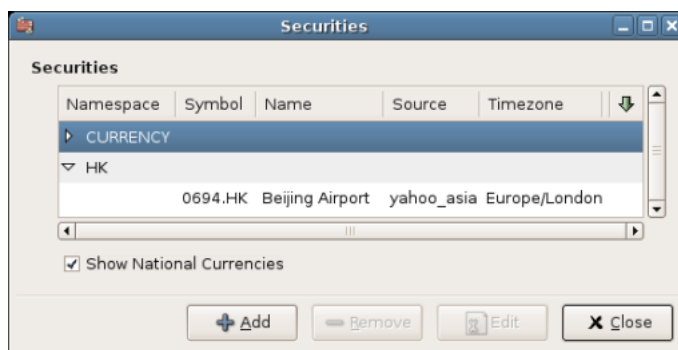 Securities
Securities
Namespace Symbol Name Source Timezone
CURRENCY
HK
0694.HK Beijing Airport yahoo_asia Europe/London
Show National Currencies
Add Remove Edit Close